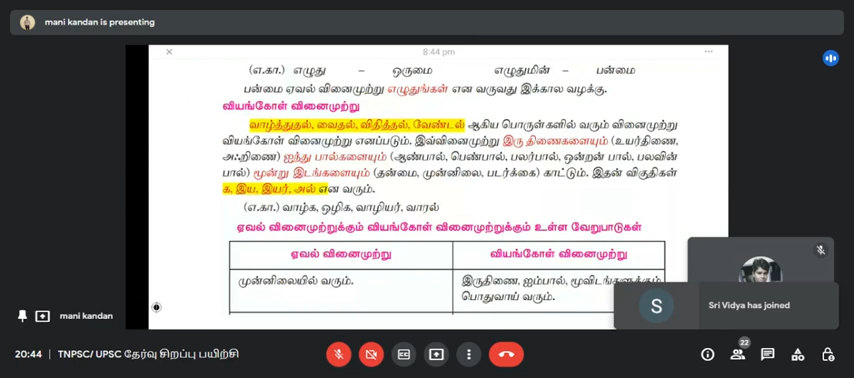 mani kandan is presenting
8:44 pm
(எ.கா.) எழுது – ஒருமை எழுதுமின் – பன்மை
பன்மை ஏவல் வினைமுற்று எழுதுங்கள் என வருவது இக்கால வழக்கு.
வியங்கோள் வினைமுற்று
வாழ்த்துதல், வைதல், விதித்தல், வேண்டல் ஆகிய பொருள்களில் வரும் வினைமுற்று
வியங்கோள் வினைமுற்று எனப்படும். இவ்வினைமுற்று இரு திணைகளையும் (உயர்திணை,
அஃறிணை) ஐந்து பால்களையும் (ஆண்பால், பெண்பால், பலர்பால், ஒன்றன் பால், பலவின்
பால்) மூன்று இடங்களையும் (தன்மை, முன்னிலை, படர்க்கை) காட்டும். இதன் விகுதிகள்
க, இய, இயர், அல் என வரும்.
(எ.கா.) வாழ்க, ஒழிக, வாழியர், வாரல்
ஏவல் வினைமுற்றுக்கும் வியங்கோள் வினைமுற்றுக்கும் உள்ள வேறுபாடுகள்
ஏவல் வினைமுற்று வியங்கோள் வினைமுற்று
முன்னிலையில் வரும். இருதிணை, ஐம்பால், மூவிடங்களுக்கும்
பொதுவாய் வரும்.
S Sri Vidya has joined
mani kandan
22
20:44 | TNPSC/ UPSC தேர்வு சிறப்பு பயிற்சி